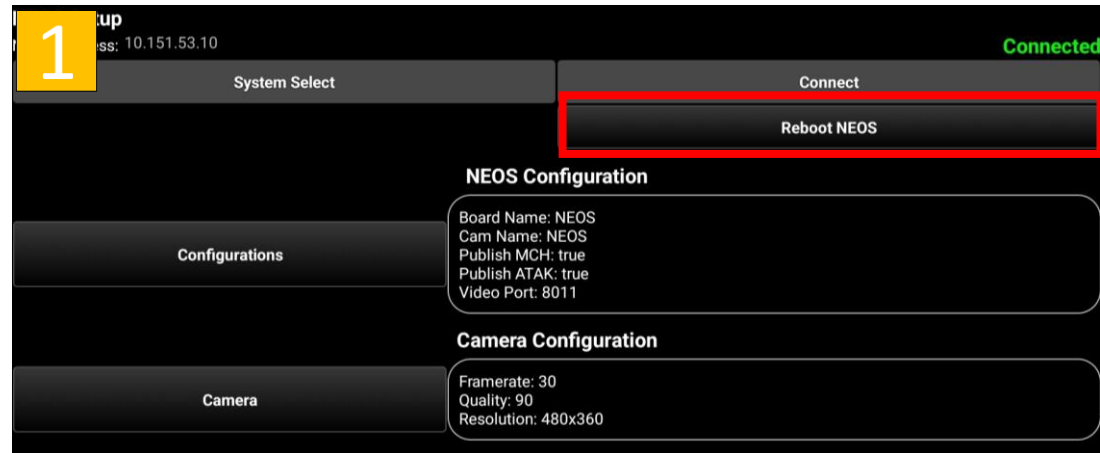 1
up
ss: 10.151.53.10
Connected
System Select
Connect
Reboot NEOS
NEOS Configuration
Board Name: NEOS
Cam Name: NEOS
Publish MCH: true
Publish ATAK: true
Video Port: 8011
Configurations
Camera Configuration
Framerate: 30
Quality: 90
Resolution: 480x360
Camera